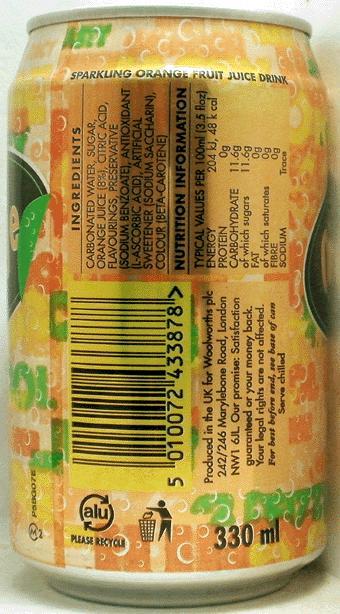 SPARKLING ORANGE FRUIT JUICE DRINK
INGREDIENTS
CARBONATED WATER, SUGAR,
ORANGE JUICE (8%), CITRIC ACID,
FLAVOURINGS, PRESERVATIVE
(SODIUM BENZOATE), ANTIOXIDANT
(L-ASCORBIC ACID), ARTIFICIAL
SWEETENER (SODIUM SACCHARIN),
COLOUR (BETA-CAROTENE)
NUTRITION INFORMATION
TYPICAL VALUES PER 100ml (3.5 floz)
ENERGY 204 kJ, 48 k cal
PROTEIN 0g
CARBOHYDRATE 11.6g
of which sugars 11.6g
FAT 0g
of which saturates 0g
FIBRE 0g
SODIUM Trace
5 010072 433878 >
Produced in the UK for Woolworths plc
242/246 Marylebone Road, London
NW1 6JL. Our promise: Satisfaction
guaranteed or your money back.
Your legal rights are not affected.
For best before end, see base of can
Serve chilled
alu
PLEASE RECYCLE
330 ml